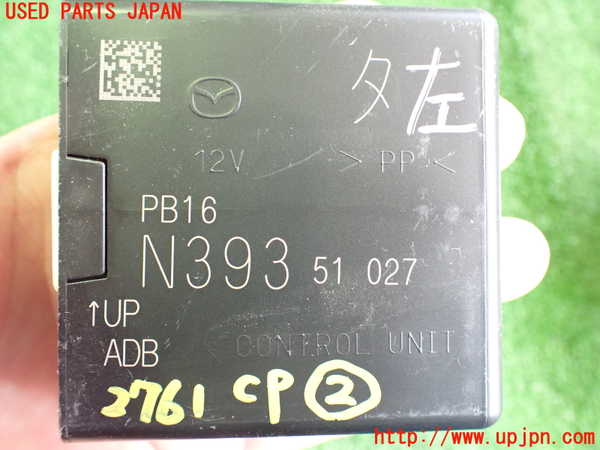 USED PARTS JAPAN
タ 左
12V >PP<
PB16
N393 51 027
↑UP
ADB <CONTROL UNIT
2761 CP ②
http://www.upjpn.com